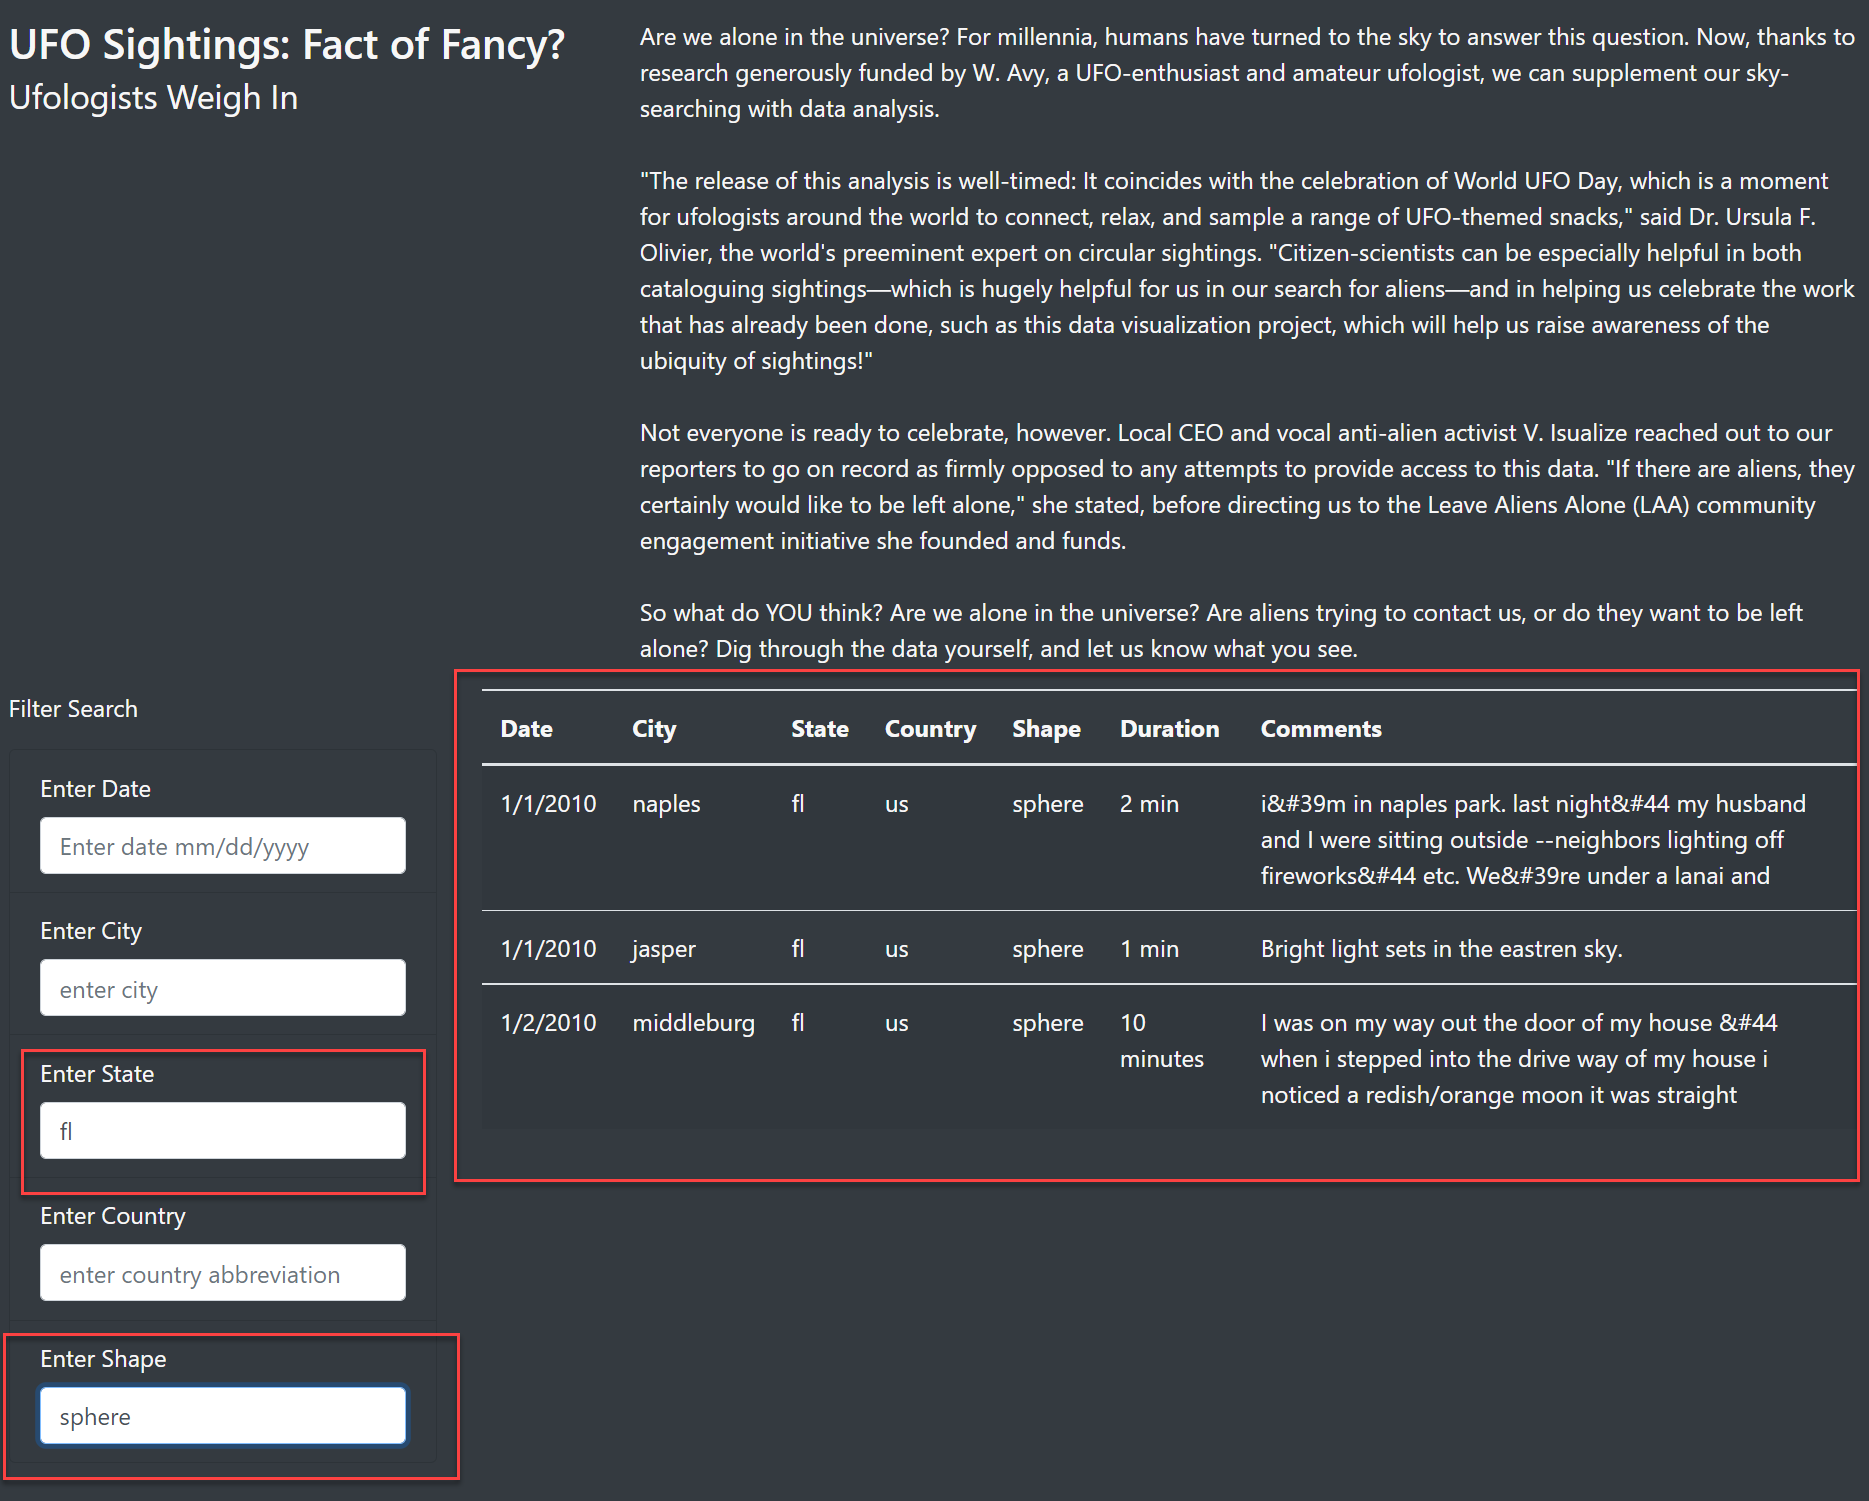 UFO Sightings: Fact of Fancy?
Ufologists Weigh In
Are we alone in the universe? For millennia, humans have turned to the sky to answer this question. Now, thanks to
research generously funded by W. Avy, a UFO-enthusiast and amateur ufologist, we can supplement our sky-
searching with data analysis.
"The release of this analysis is well-timed: It coincides with the celebration of World UFO Day, which is a moment
for ufologists around the world to connect, relax, and sample a range of UFO-themed snacks," said Dr. Ursula F.
Olivier, the world's preeminent expert on circular sightings. "Citizen-scientists can be especially helpful in both
cataloguing sightings—which is hugely helpful for us in our search for aliens—and in helping us celebrate the work
that has already been done, such as this data visualization project, which will help us raise awareness of the
ubiquity of sightings!"
Not everyone is ready to celebrate, however. Local CEO and vocal anti-alien activist V. Isualize reached out to our
reporters to go on record as firmly opposed to any attempts to provide access to this data. "If there are aliens, they
certainly would like to be left alone," she stated, before directing us to the Leave Aliens Alone (LAA) community
engagement initiative she founded and funds.
So what do YOU think? Are we alone in the universe? Are aliens trying to contact us, or do they want to be left
alone? Dig through the data yourself, and let us know what you see.
Filter Search
Enter Date
Enter date mm/dd/yyyy
Enter City
enter city
Enter State
fl
Enter Country
enter country abbreviation
Enter Shape
sphere
Date City State Country Shape Duration Comments
1/1/2010 naples fl us sphere 2 min i&#39m in naples park. last night&#44 my husband
and I were sitting outside --neighbors lighting off
fireworks&#44 etc. We&#39re under a lanai and
1/1/2010 jasper fl us sphere 1 min Bright light sets in the eastren sky.
1/2/2010 middleburg fl us sphere 10 I was on my way out the door of my house &#44
minutes when i stepped into the drive way of my house i
noticed a redish/orange moon it was straight